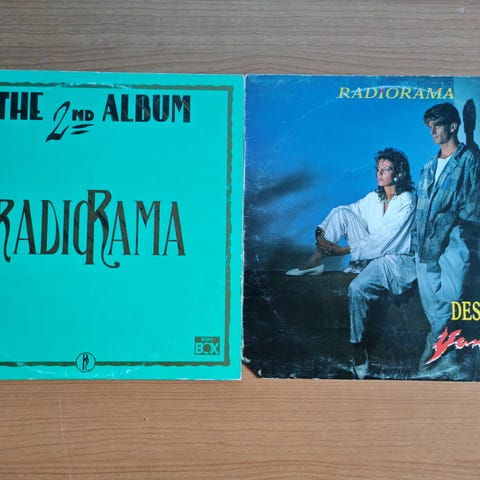 THE 2ND ALBUM
RADIORAMA
BOX
RADIORAMA
DES